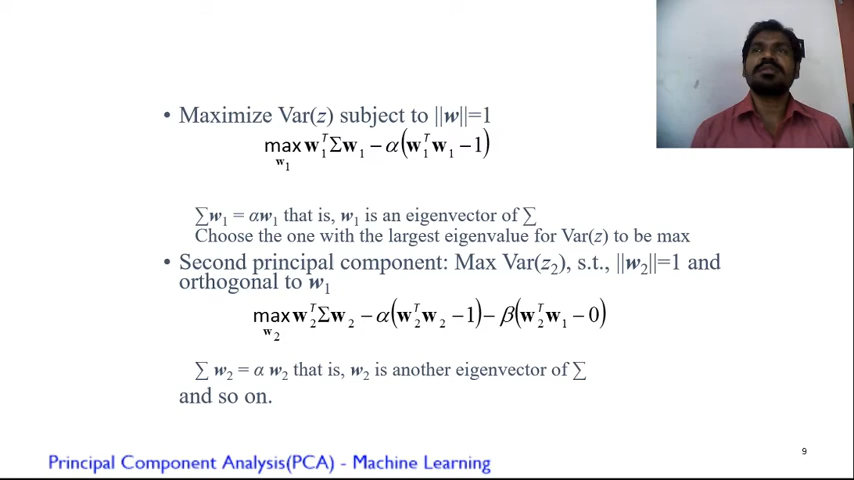 • Maximize Var(z) subject to ||w||=1
max w₁ᵀΣw₁ − α(w₁ᵀw₁ −1)
w₁
∑w₁ = αw₁ that is, w₁ is an eigenvector of ∑
Choose the one with the largest eigenvalue for Var(z) to be max
• Second principal component: Max Var(z₂), s.t., ||w₂||=1 and
orthogonal to w₁
max w₂ᵀΣw₂ − α(w₂ᵀw₂ −1)− β(w₂ᵀw₁ −0)
w₂
∑ w₂ = α w₂ that is, w₂ is another eigenvector of ∑
and so on.
9
Principal Component Analysis(PCA) - Machine Learning